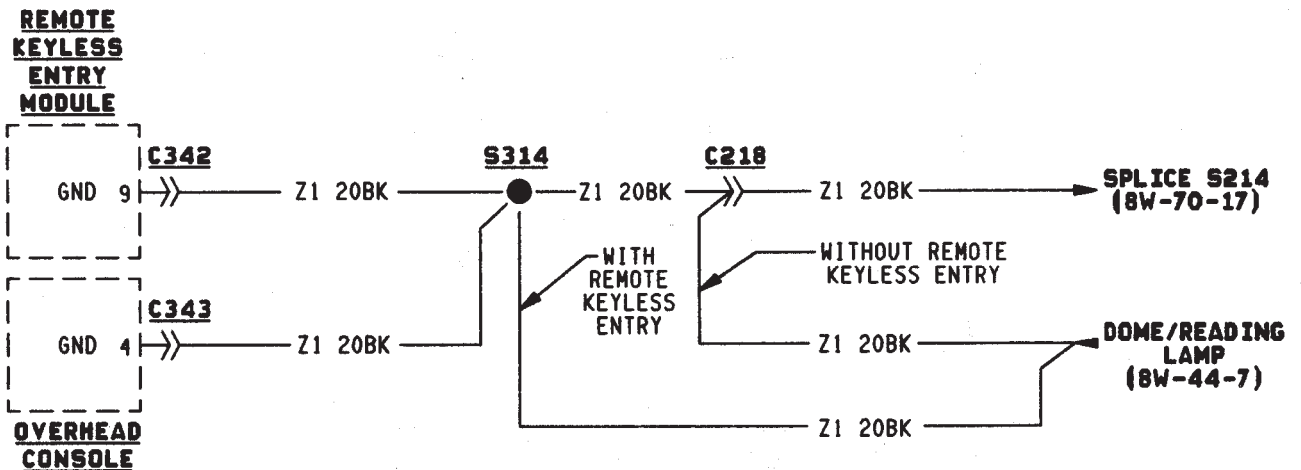 REMOTE
KEYLESS
ENTRY
MODULE
C342
S314
C218
GND 9
Z1 20BK
Z1 20BK
Z1 20BK
SPLICE S214
(8W-70-17)
WITH
REMOTE
KEYLESS
ENTRY
WITHOUT REMOTE
KEYLESS ENTRY
C343
GND 4
Z1 20BK
Z1 20BK
DOME/READING
LAMP
(8W-44-7)
Z1 20BK
OVERHEAD
CONSOLE